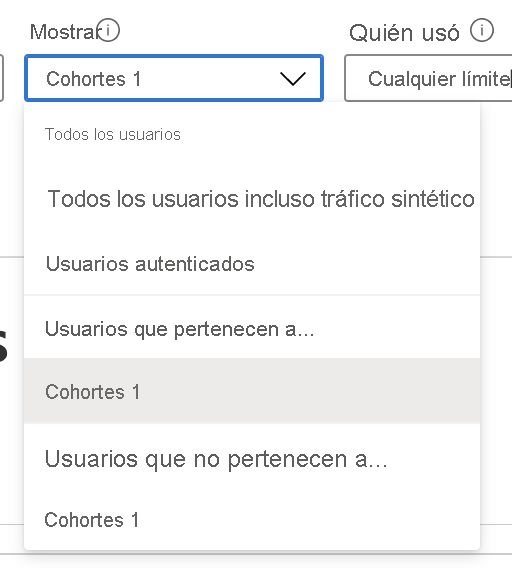 Mostrar
Quién usó
Cohortes 1
Cualquier límite
Todos los usuarios
Todos los usuarios incluso tráfico sintético
Usuarios autenticados
Usuarios que pertenecen a...
Cohortes 1
Usuarios que no pertenecen a...
Cohortes 1